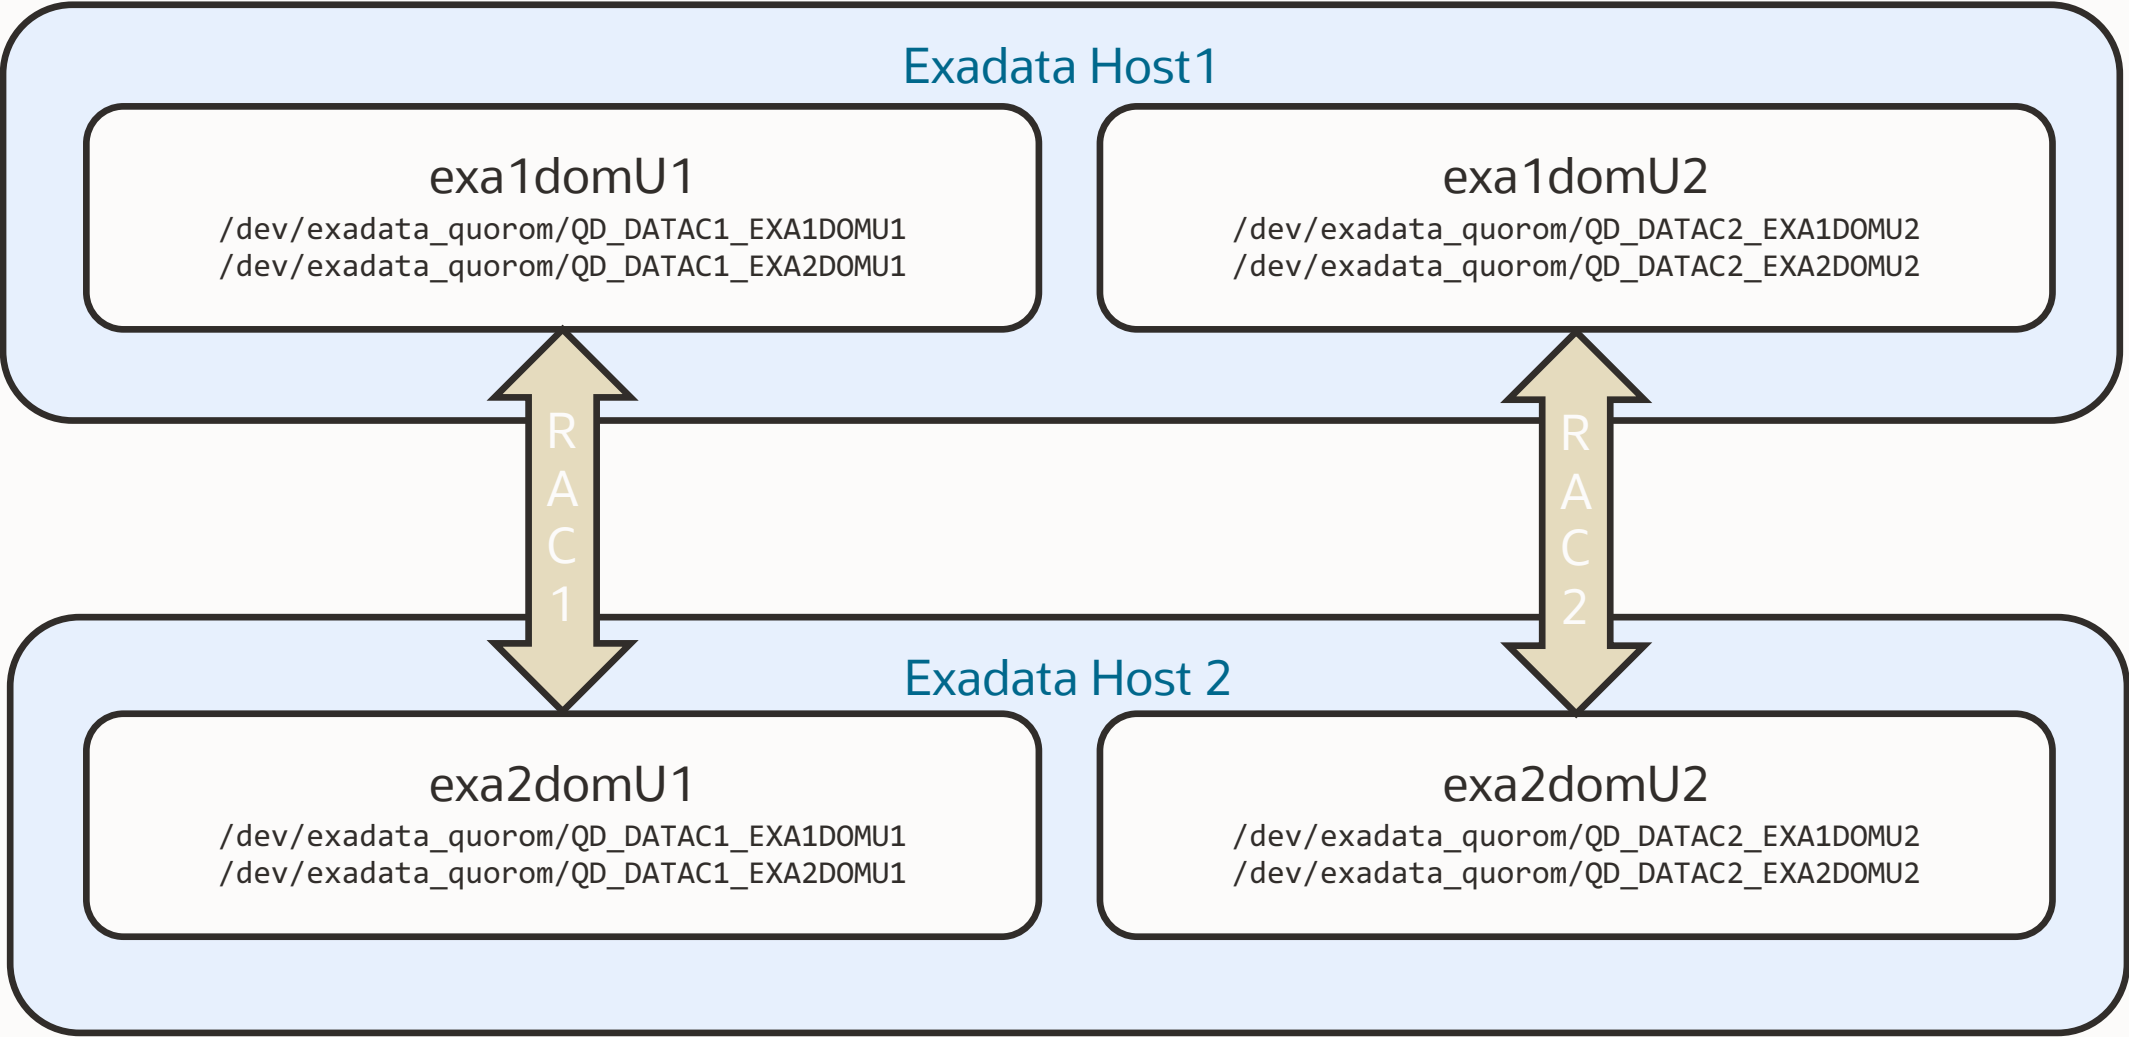 Exadata Host1
exa1domU1
/dev/exadata_quorom/QD_DATAC1_EXA1DOMU1
/dev/exadata_quorom/QD_DATAC1_EXA2DOMU1
exa1domU2
/dev/exadata_quorom/QD_DATAC2_EXA1DOMU2
/dev/exadata_quorom/QD_DATAC2_EXA2DOMU2
R
A
C
1
R
A
C
2
Exadata Host 2
exa2domU1
/dev/exadata_quorom/QD_DATAC1_EXA1DOMU1
/dev/exadata_quorom/QD_DATAC1_EXA2DOMU1
exa2domU2
/dev/exadata_quorom/QD_DATAC2_EXA1DOMU2
/dev/exadata_quorom/QD_DATAC2_EXA2DOMU2